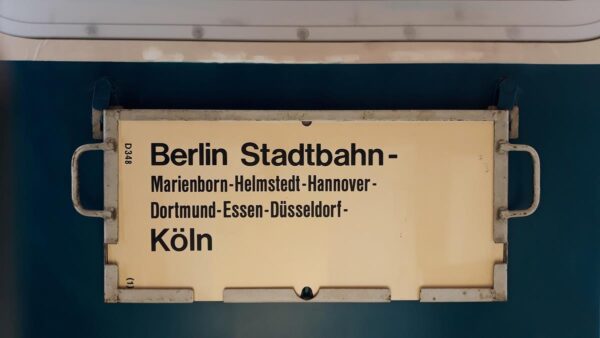 D348
Berlin Stadtbahn-
Marienborn-Helmstedt-Hannover-
Dortmund-Essen-Düsseldorf-
Köln
(1)